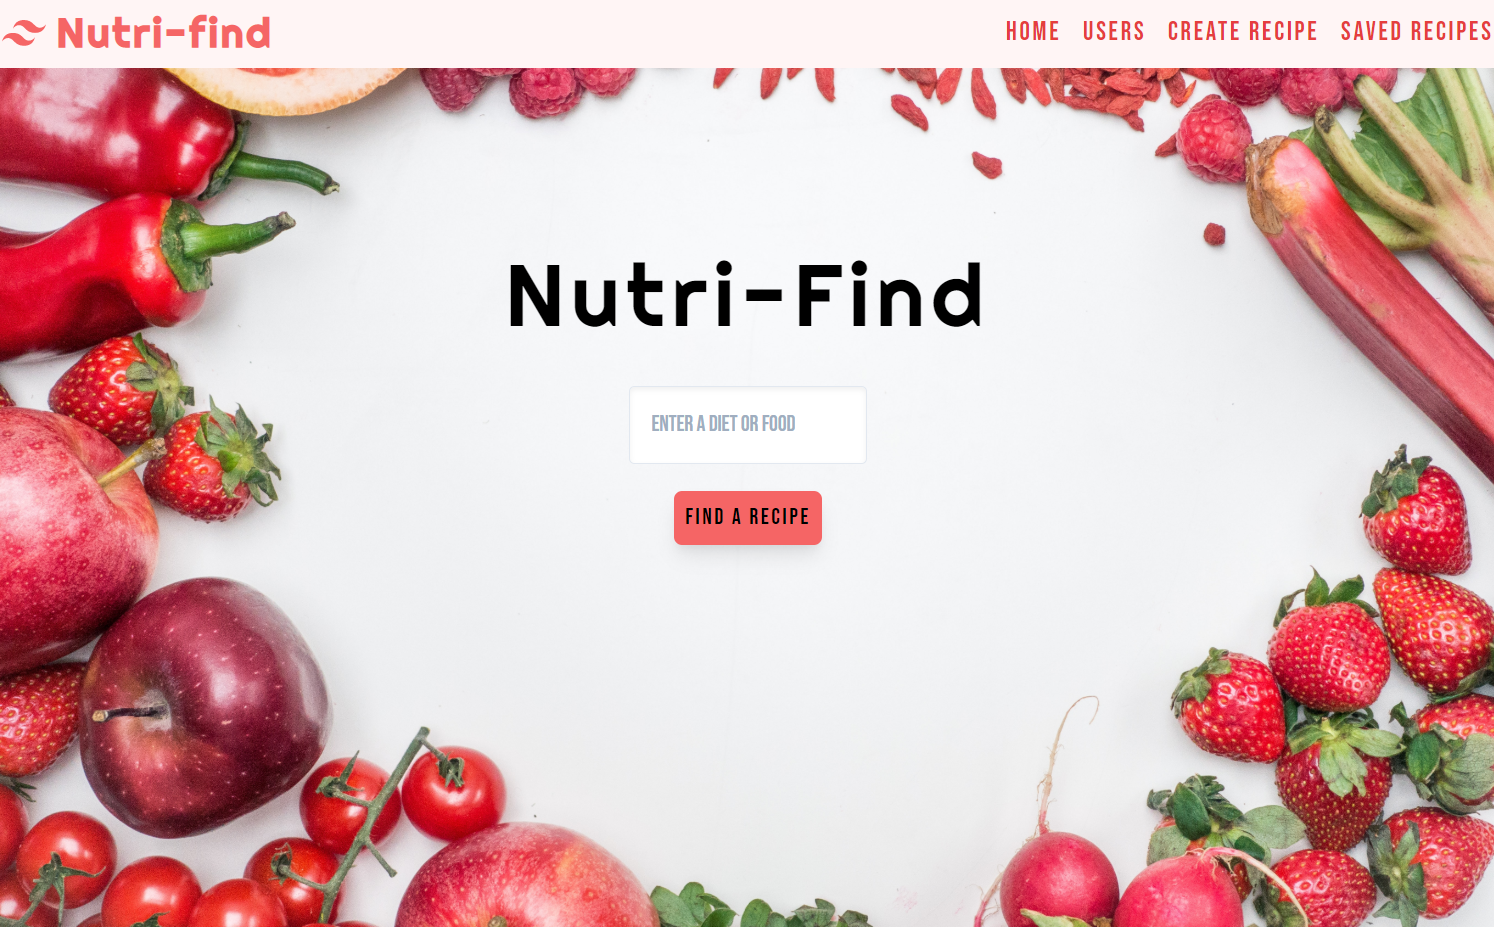 Nutri-find
HOME USERS CREATE RECIPE SAVED RECIPES
Nutri-Find
ENTER A DIET OR FOOD
FIND A RECIPE